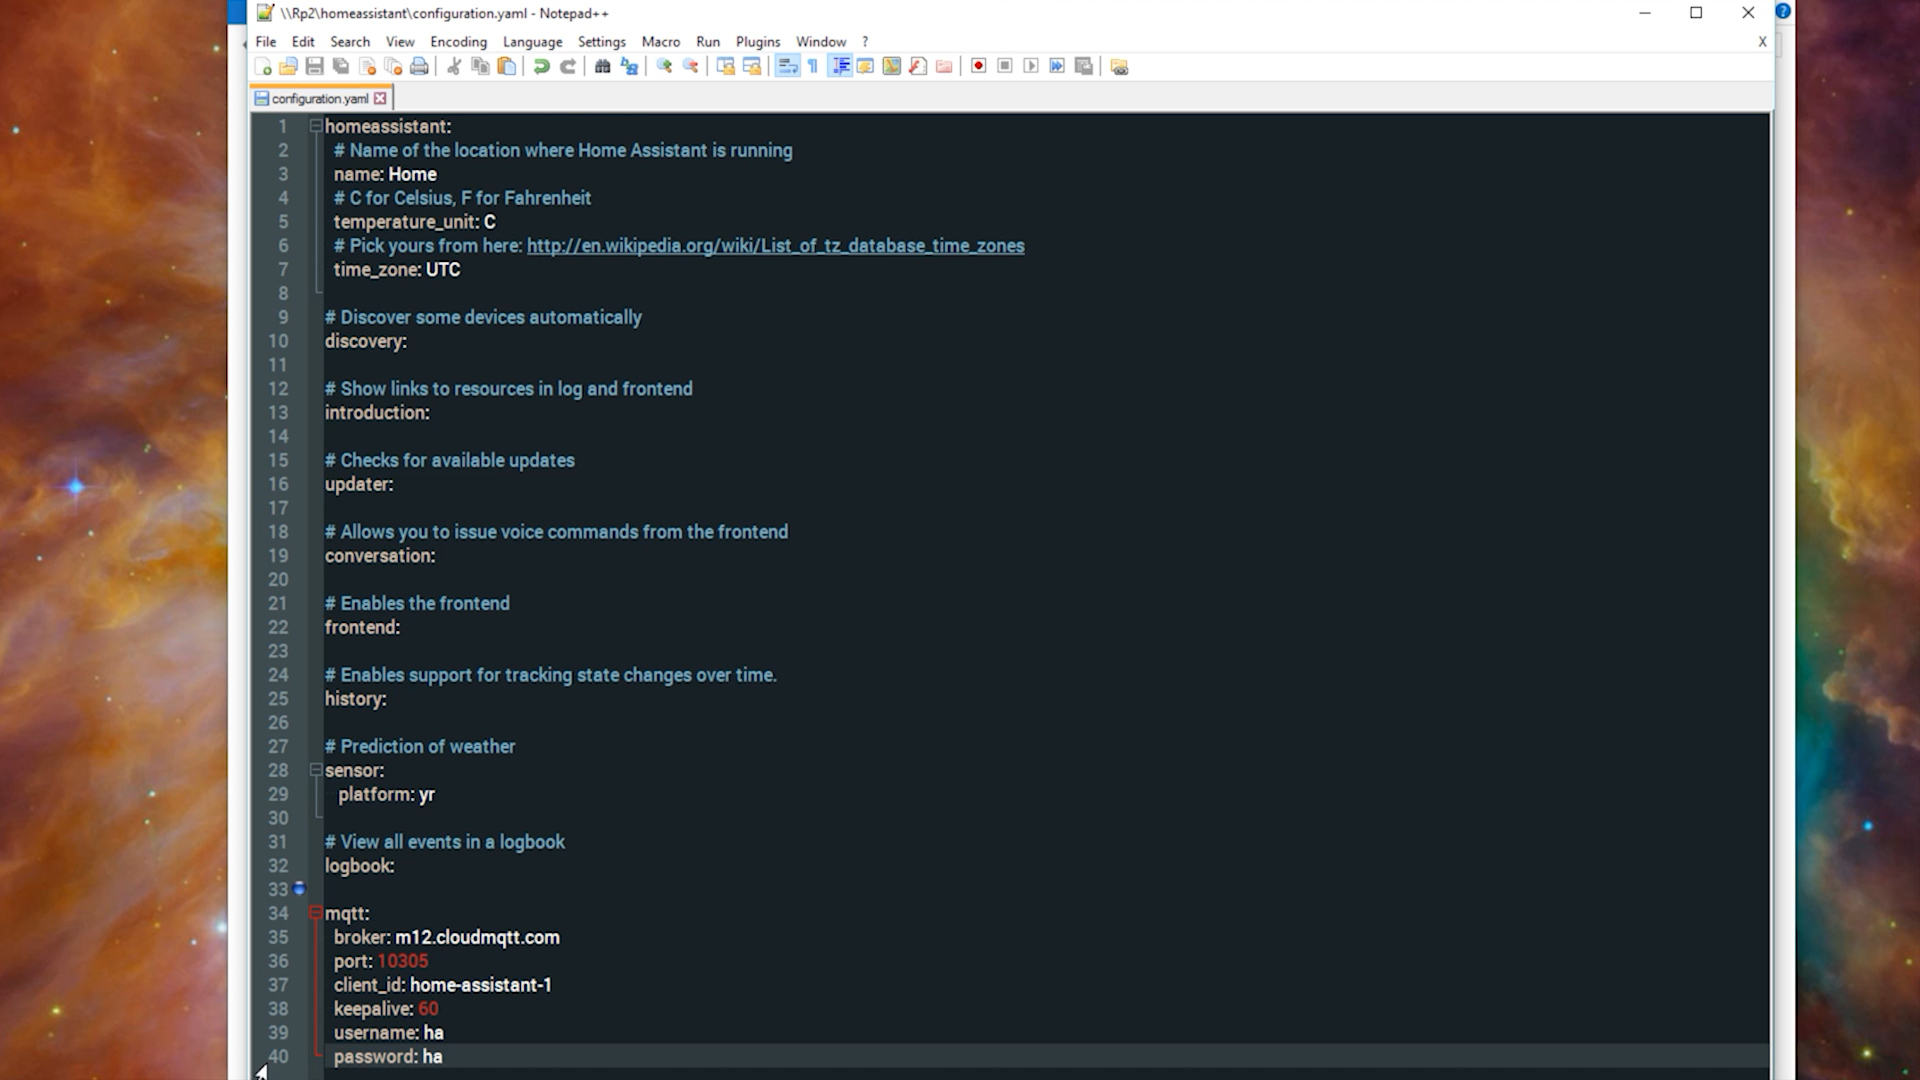 \\Rp2\homeassistant\configuration.yaml - Notepad++
File Edit Search View Encoding Language Settings Macro Run Plugins Window ? X
configuration.yaml
1 homeassistant:
2 # Name of the location where Home Assistant is running
3 name: Home
4 # C for Celsius, F for Fahrenheit
5 temperature_unit: C
6 # Pick yours from here: http://en.wikipedia.org/wiki/List_of_tz_database_time_zones
7 time_zone: UTC
8
9 # Discover some devices automatically
10 discovery:
11
12 # Show links to resources in log and frontend
13 introduction:
14
15 # Checks for available updates
16 updater:
17
18 # Allows you to issue voice commands from the frontend
19 conversation:
20
21 # Enables the frontend
22 frontend:
23
24 # Enables support for tracking state changes over time.
25 history:
26
27 # Prediction of weather
28 sensor:
29 platform: yr
30
31 # View all events in a logbook
32 logbook:
33
34 mqtt:
35 broker: m12.cloudmqtt.com
36 port: 10305
37 client_id: home-assistant-1
38 keepalive: 60
39 username: ha
40 password: ha